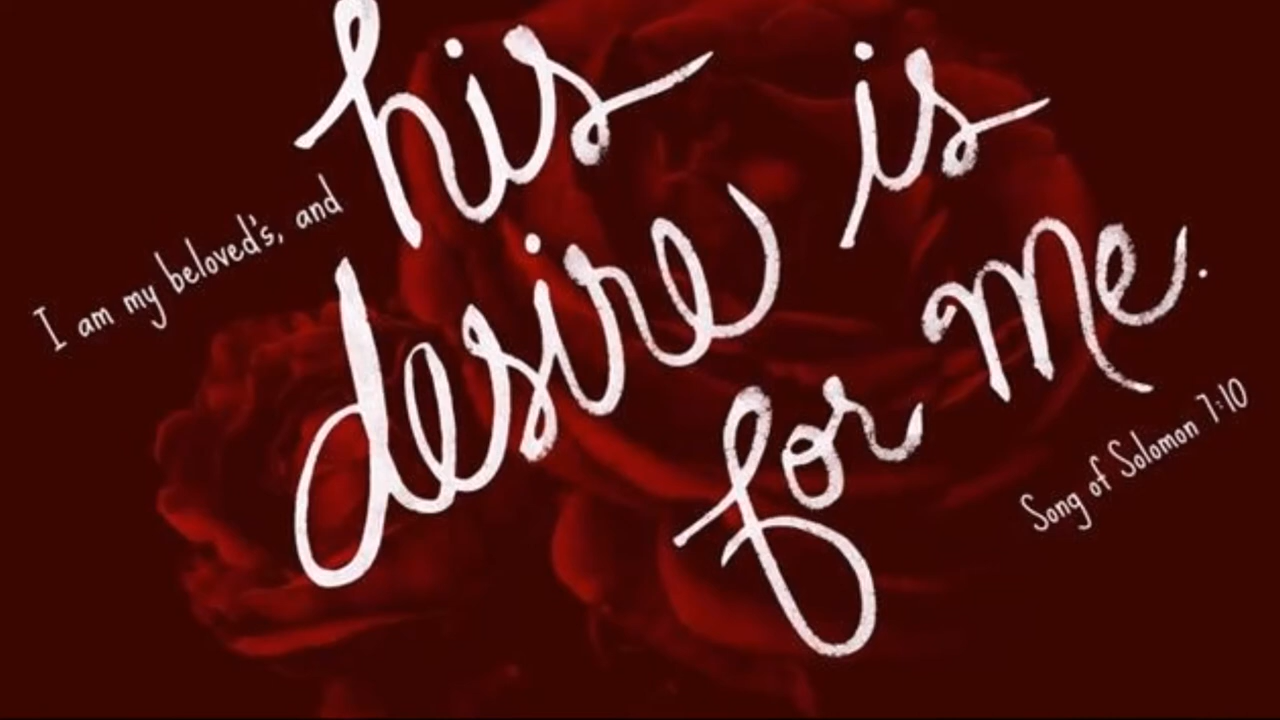 I am my beloved's, and
his is
desire
for me.
Song of Solomon 7:10